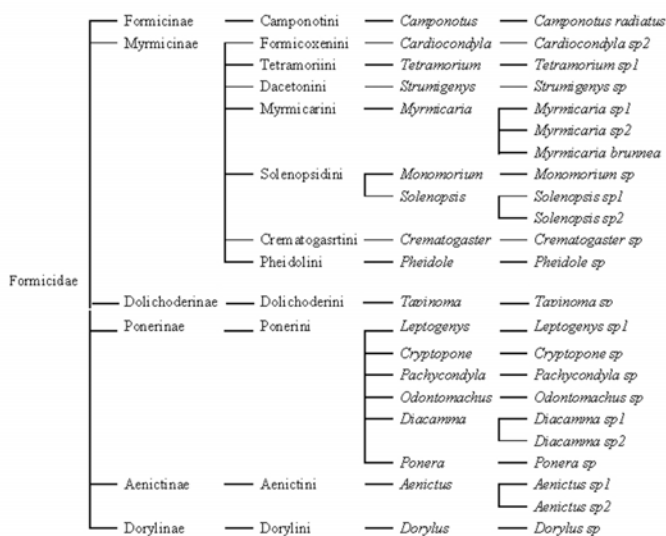 Formicinae Camponotini Camponotus Camponotus radiatus
Myrmicinae Formicoxenini Cardiocondyla Cardiocondyla sp2
Tetramoriini Tetramorium Tetramorium sp1
Dacetonini Strumigenys Strumigenys sp
Myrmicarini Myrmicaria Myrmicaria sp1
Myrmicaria sp2
Myrmicaria brunnea
Solenopsidini Monomorium Monomorium sp
Solenopsis Solenopsis sp1
Solenopsis sp2
Crematogasrtini Crematogaster Crematogaster sp
Pheidolini Pheidole Pheidole sp
Formicidae
Dolichoderinae Dolichoderini Tapinoma Tapinoma sp
Ponerinae Ponerini Leptogenys Leptogenys sp1
Cryptopone Cryptopone sp
Pachycondyla Pachycondyla sp
Odontomachus Odontomachus sp
Diacamma Diacamma sp1
Diacamma sp2
Ponera Ponera sp
Aenictinae Aenictini Aenictus Aenictus sp1
Aenictus sp2
Dorylinae Dorylini Dorylus Dorylus sp